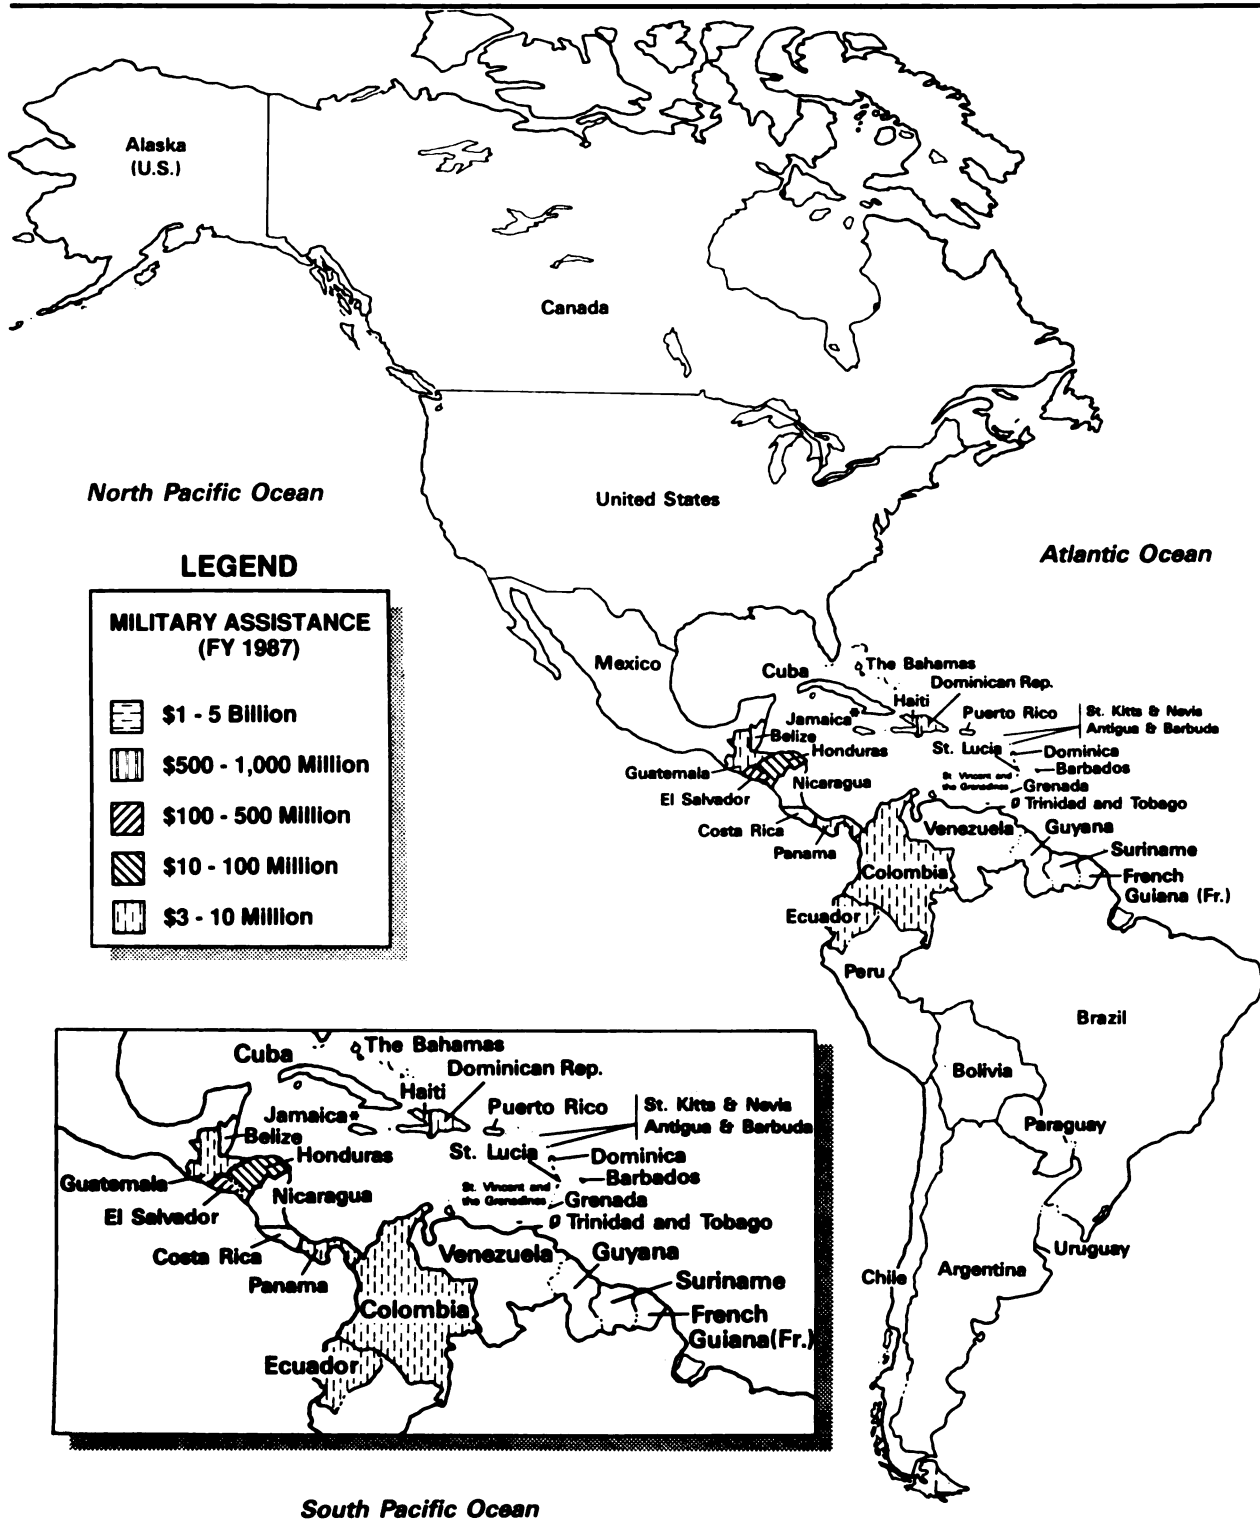 Alaska
(U.S.)
Canada
North Pacific Ocean
United States
Atlantic Ocean
LEGEND
MILITARY ASSISTANCE
(FY 1987)
$1 - 5 Billion
$500 - 1,000 Million
$100 - 500 Million
$10 - 100 Million
$3 - 10 Million
Mexico
Cuba
The Bahamas
Dominican Rep.
Haiti
Jamaica*
Puerto Rico
St. Kitts & Nevis
Antigua & Barbuda
Belize
Honduras
St. Lucia
Dominica
Barbados
Guatemala
Nicaragua
St. Vincent and
the Grenadines
Grenada
El Salvador
Trinidad and Tobago
Costa Rica
Venezuela
Guyana
Panama
Suriname
Colombia
French
Guiana (Fr.)
Ecuador
Peru
Brazil
Bolivia
Paraguay
Uruguay
Chile
Argentina
Cuba
The Bahamas
Dominican Rep.
Haiti
Jamaica*
Puerto Rico
St. Kitts & Nevis
Antigua & Barbuda
Belize
Honduras
St. Lucia
Dominica
Barbados
Guatemala
Nicaragua
St. Vincent and
the Grenadines
Grenada
El Salvador
Trinidad and Tobago
Costa Rica
Venezuela
Guyana
Panama
Suriname
Colombia
French
Guiana(Fr.)
Ecuador
South Pacific Ocean